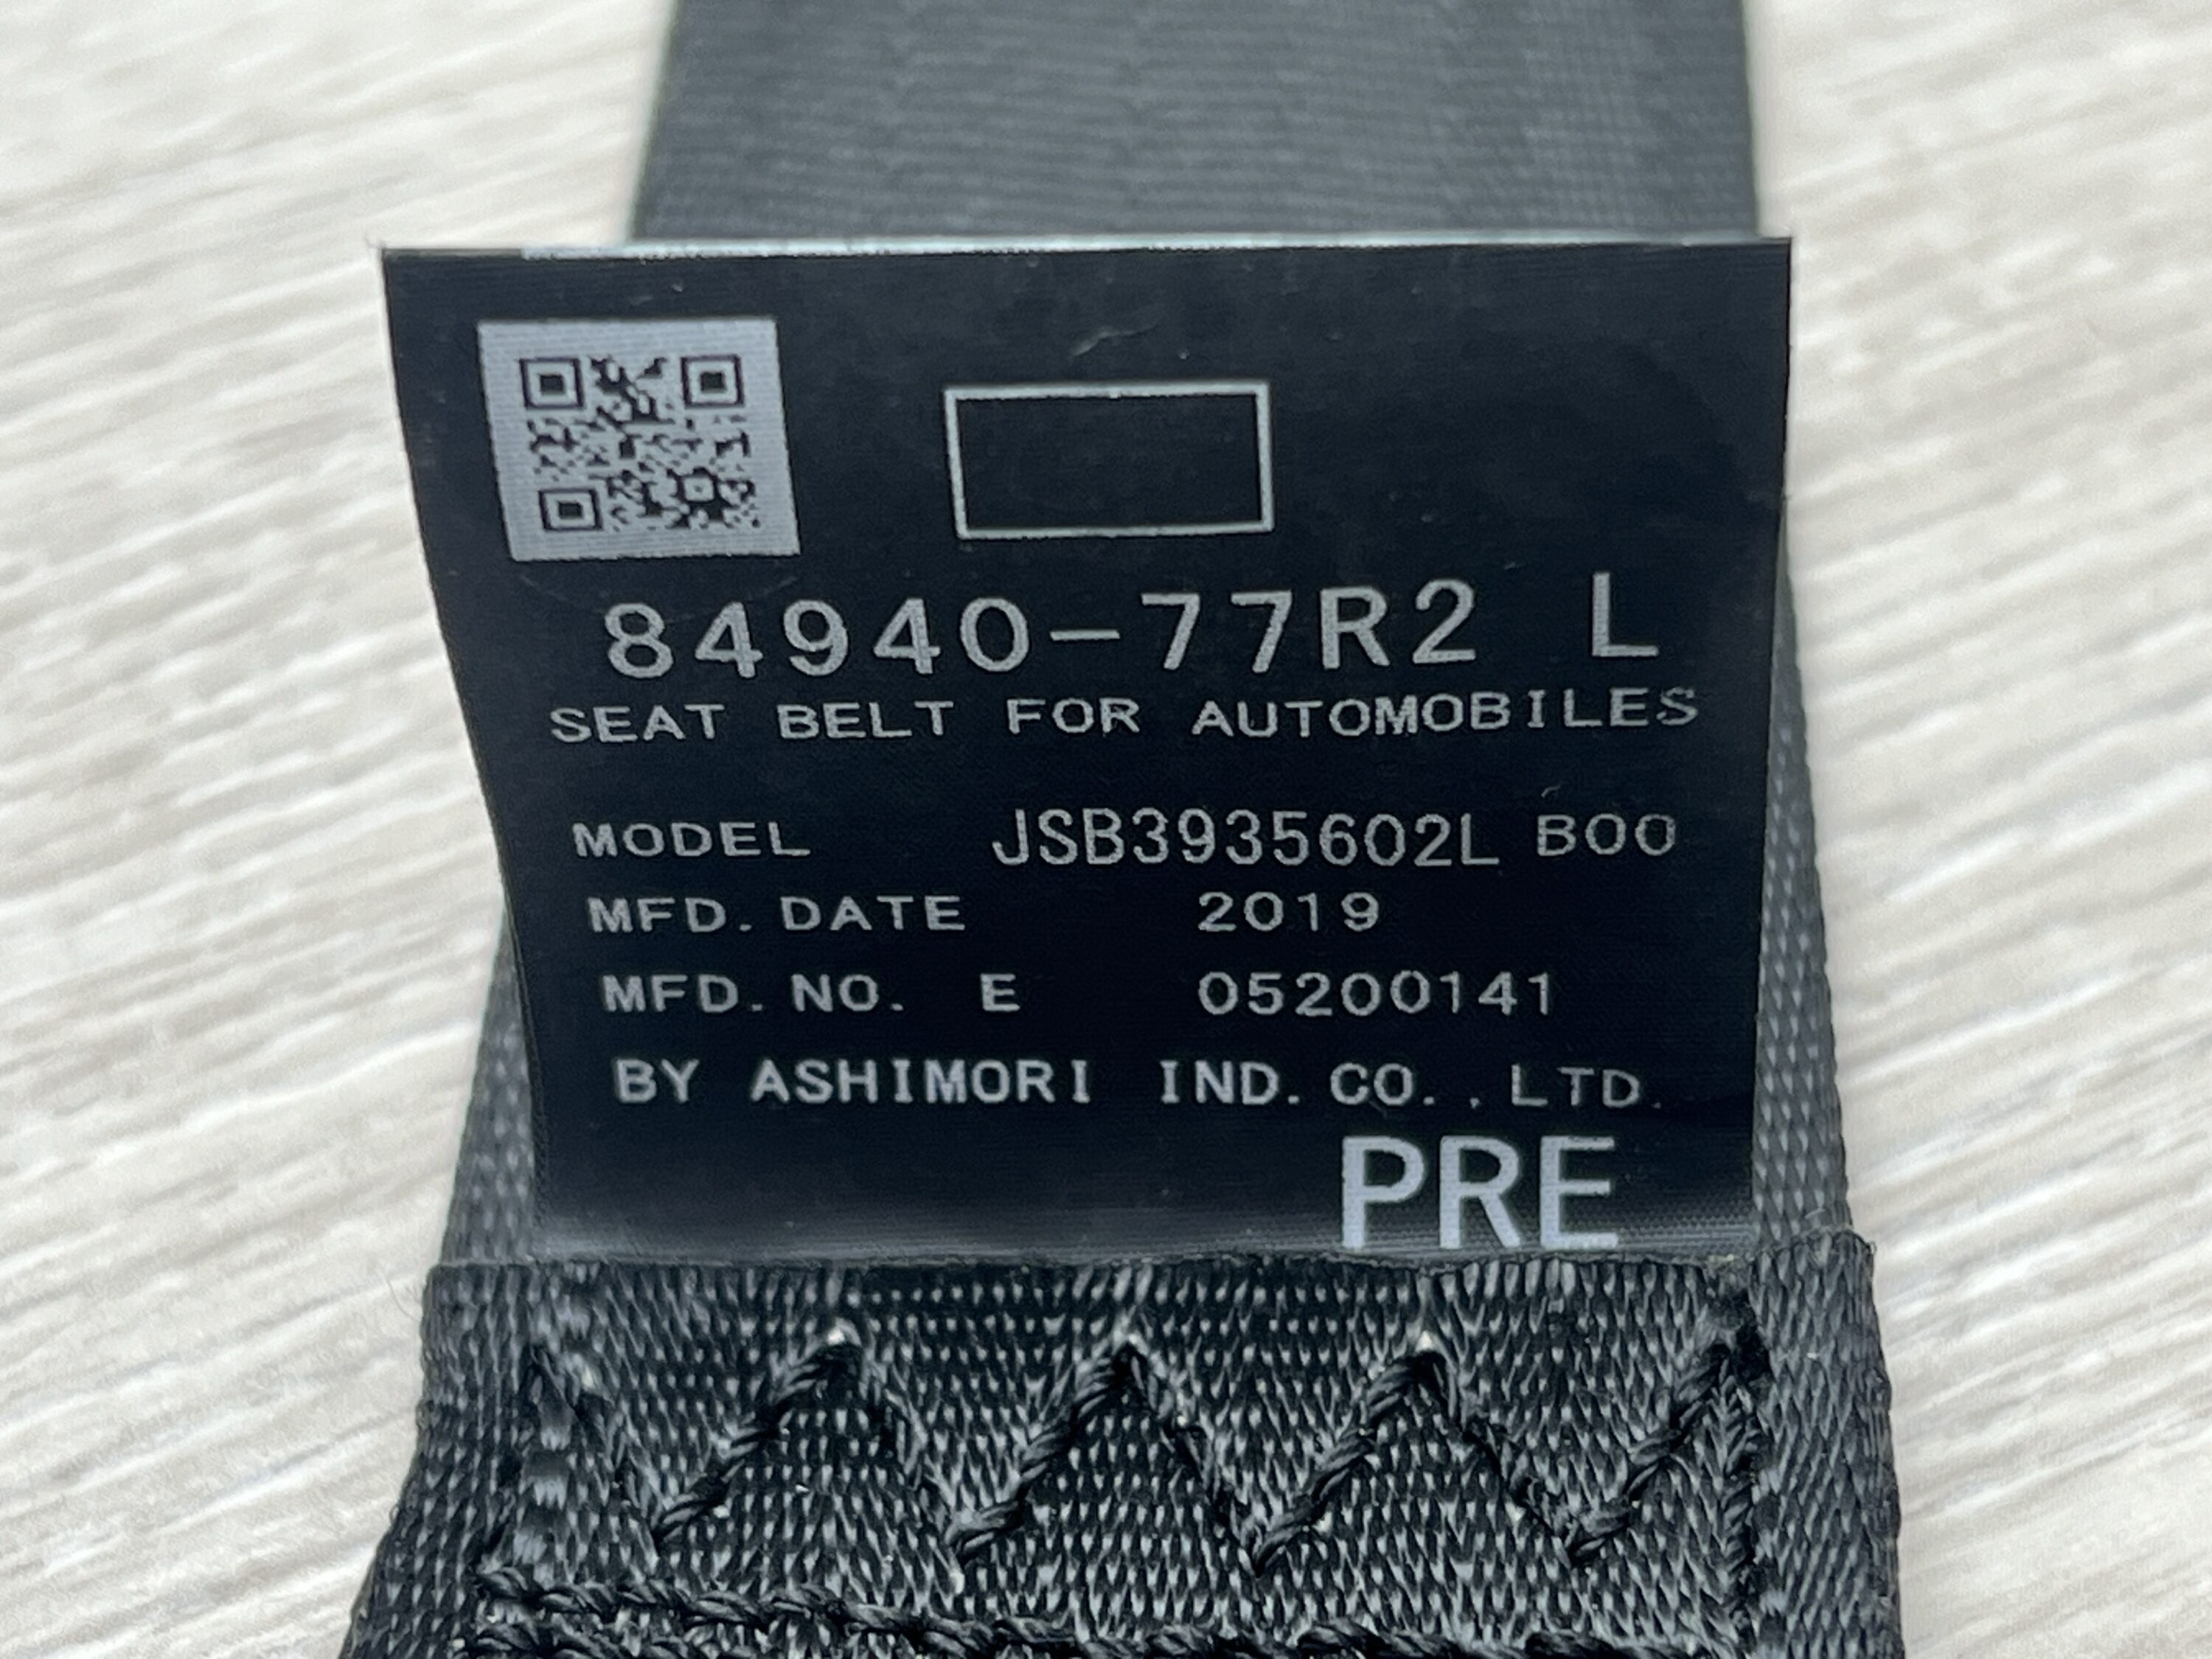 84940-77R2 L
SEAT BELT FOR AUTOMOBILES
MODEL JSB3935602L B00
MFD. DATE 2019
MFD. NO. E 05200141
BY ASHIMORI IND. CO., LTD.
PRE